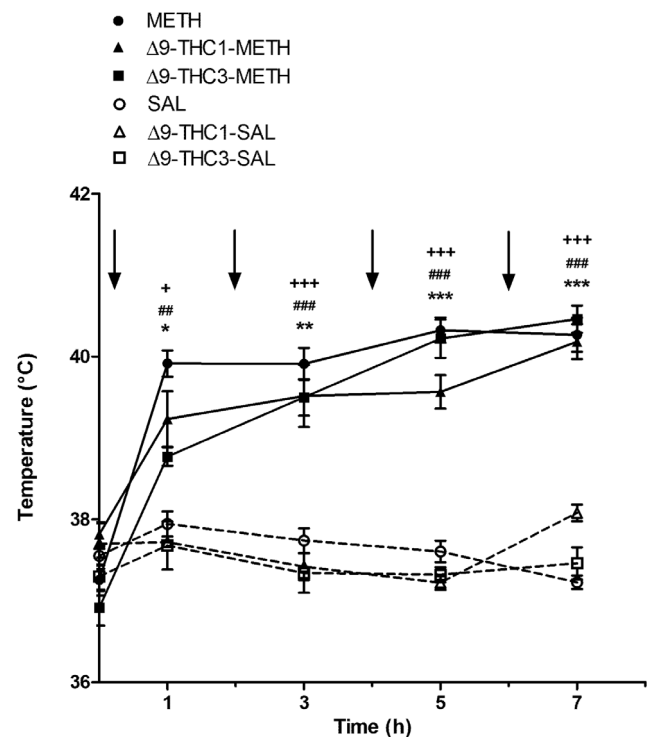 METH
Δ9-THC1-METH
Δ9-THC3-METH
SAL
Δ9-THC1-SAL
Δ9-THC3-SAL
42
40
38
36
Temperature (°C)
+
##
*
+++
###
**
+++
###
***
+++
###
***
1 3 5 7
Time (h)